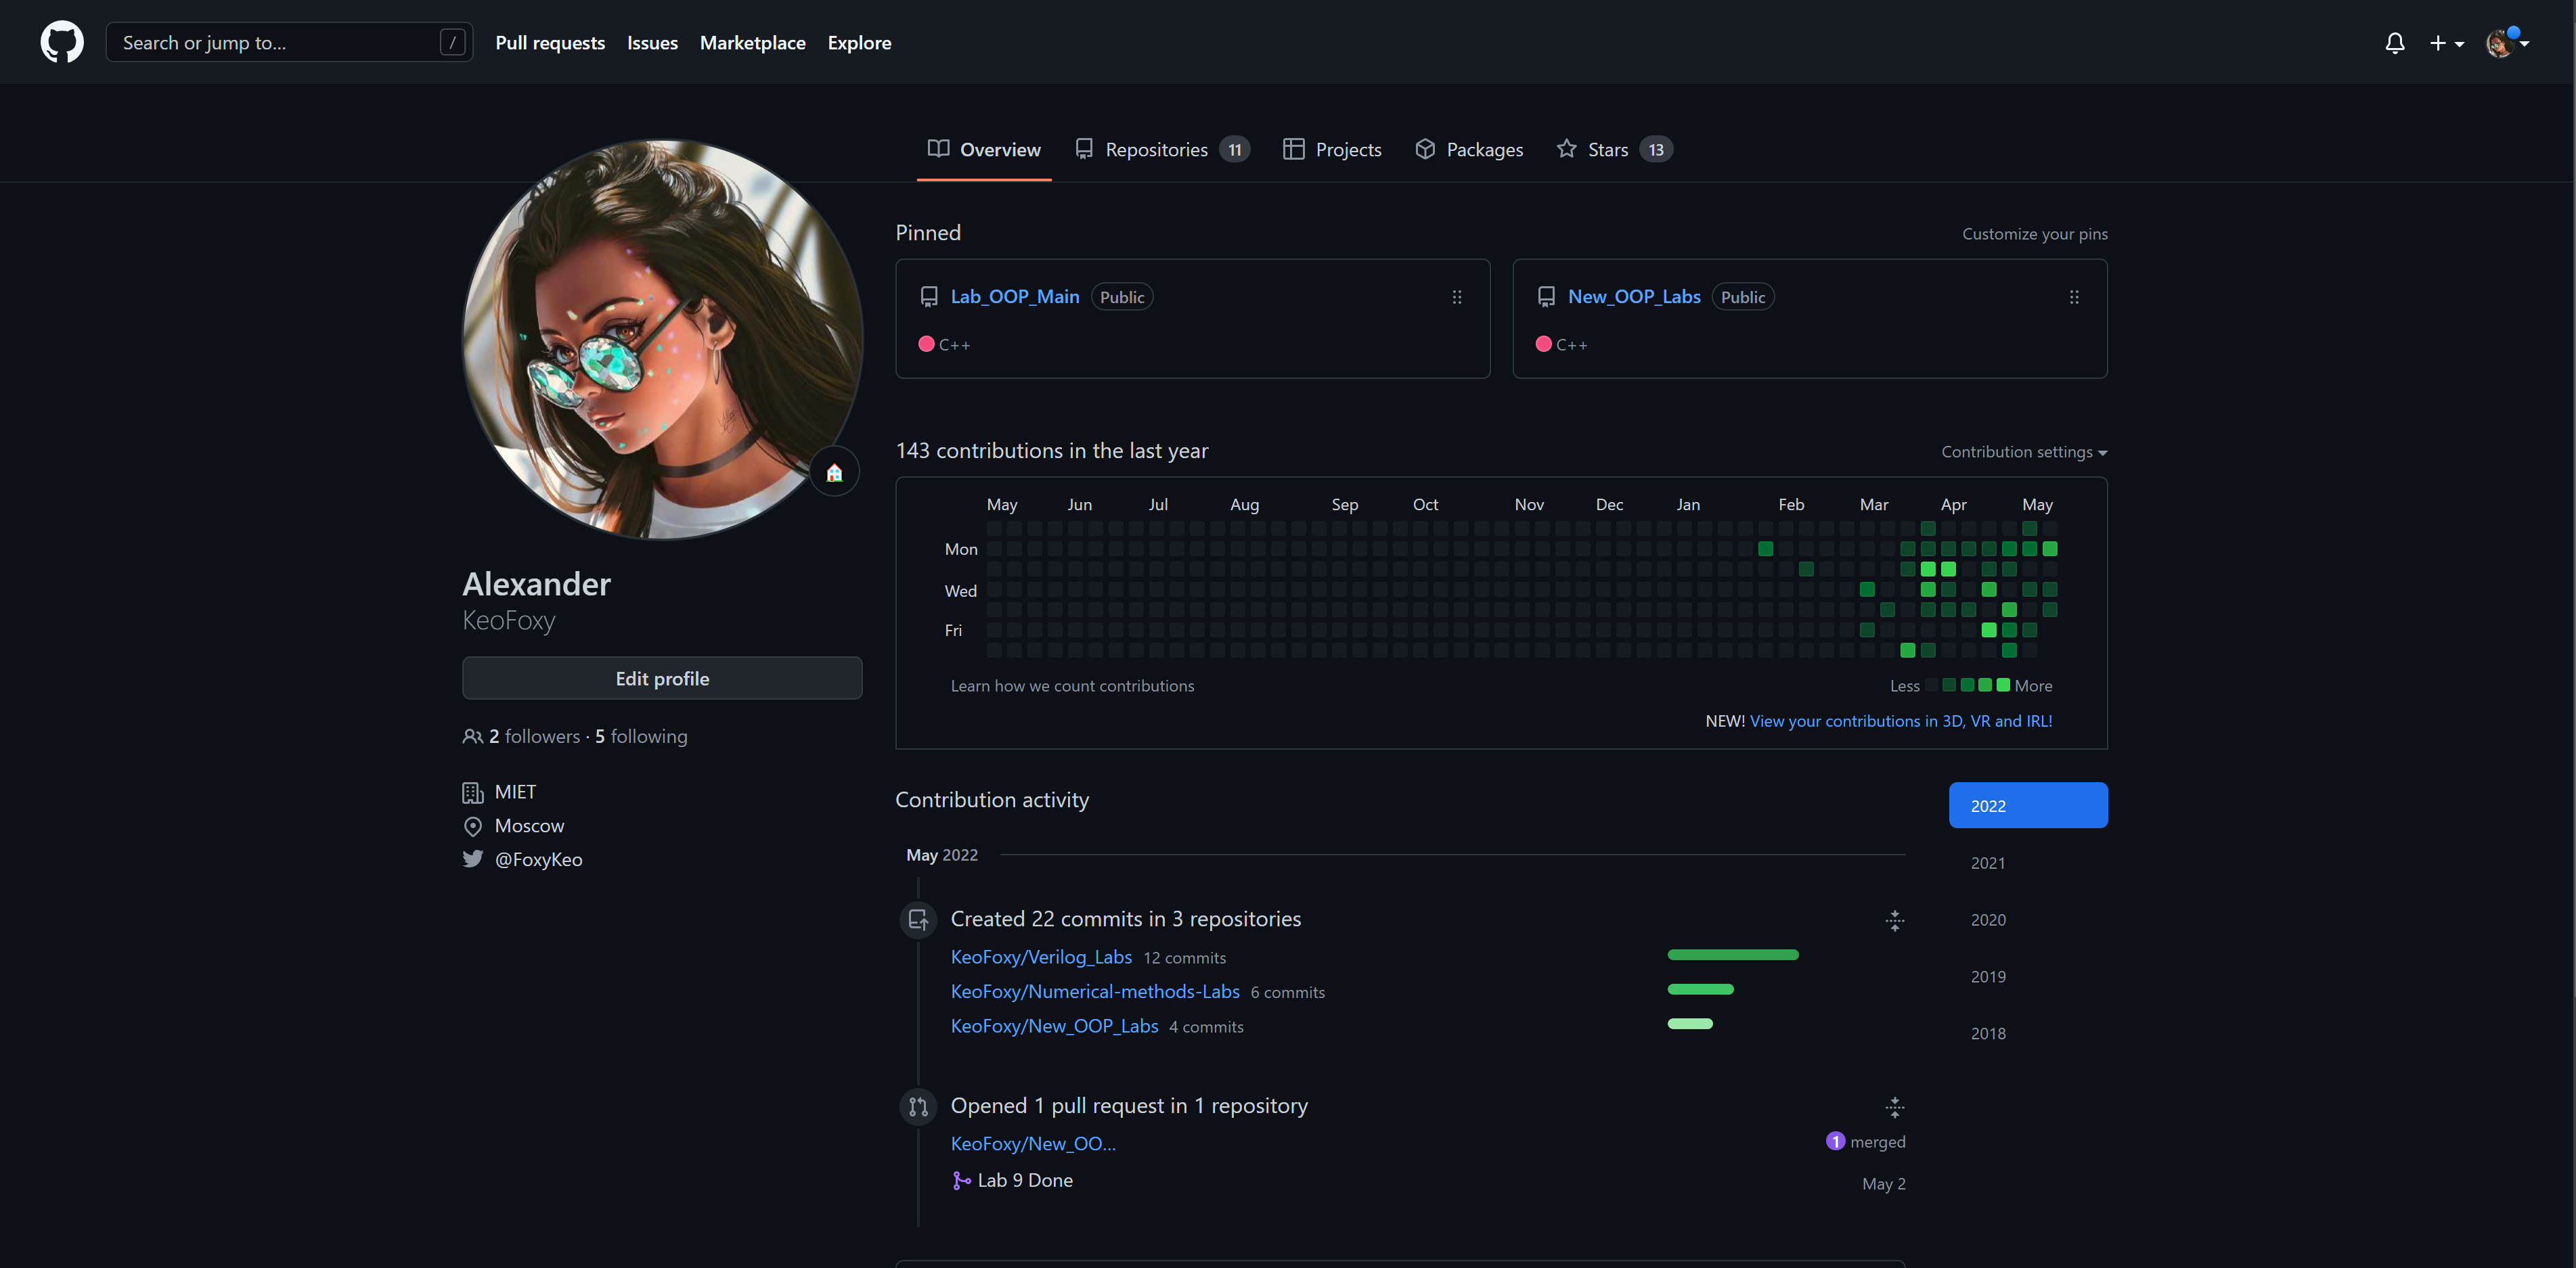 Search or jump to... /
Pull requests Issues Marketplace Explore
Overview Repositories 11 Projects Packages Stars 13
Alexander
KeoFoxy
Edit profile
2 followers · 5 following
MIET
Moscow
@FoxyKeo
Pinned
Customize your pins
Lab_OOP_Main Public
C++
New_OOP_Labs Public
C++
143 contributions in the last year
Contribution settings
May Jun Jul Aug Sep Oct Nov Dec Jan Feb Mar Apr May
Mon
Wed
Fri
Learn how we count contributions
Less More
NEW! View your contributions in 3D, VR and IRL!
Contribution activity
2022
2021
2020
2019
2018
May 2022
Created 22 commits in 3 repositories
KeoFoxy/Verilog_Labs 12 commits
KeoFoxy/Numerical-methods-Labs 6 commits
KeoFoxy/New_OOP_Labs 4 commits
Opened 1 pull request in 1 repository
KeoFoxy/New_OO...
1 merged
Lab 9 Done
May 2